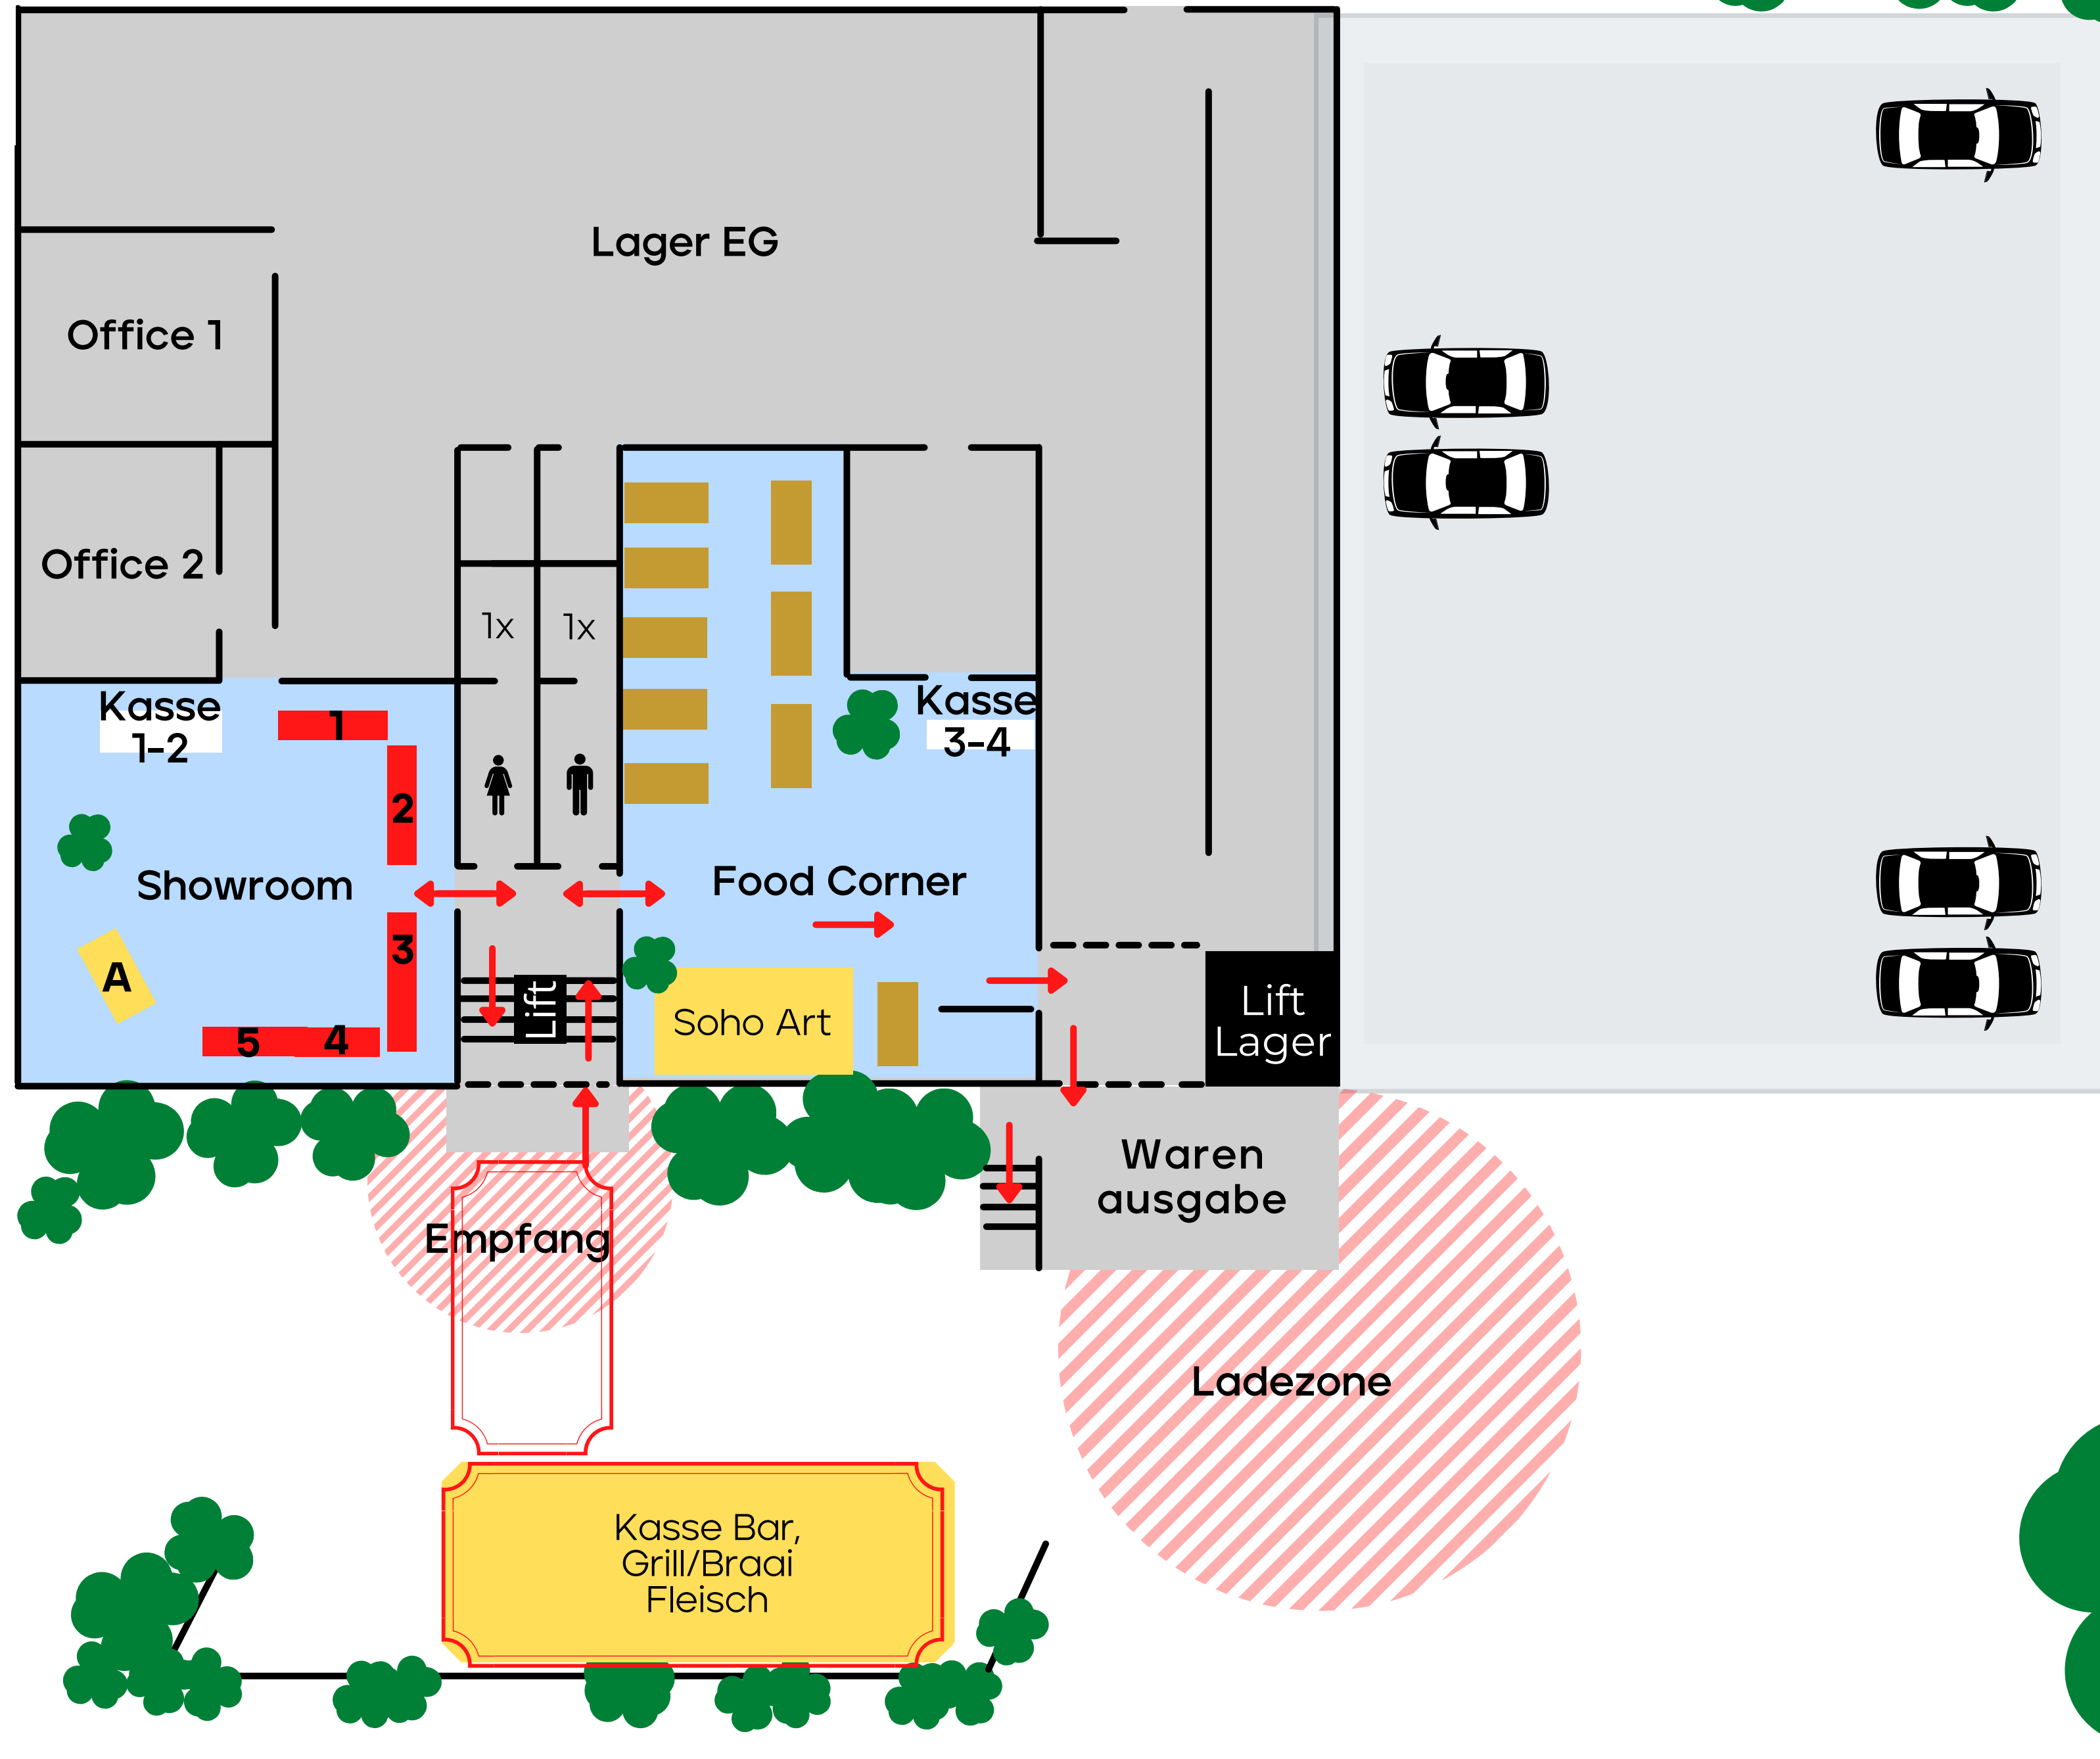 Lager EG
Office 1
Office 2
1x
1x
Kasse
1-2
1
2
Kasse
3-4
Showroom
Food Corner
3
A
Lift
Soho Art
Lift
Lager
5
4
Waren
ausgabe
Empfang
Ladezone
Kasse Bar,
Grill/Braai
Fleisch